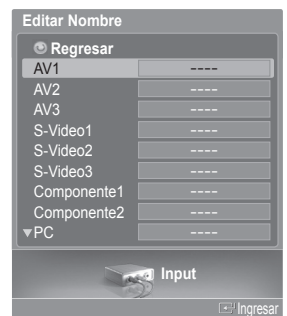 Editar Nombre
Regresar
AV1 ----
AV2 ----
AV3 ----
S-Video1 ----
S-Video2 ----
S-Video3 ----
Componente1 ----
Componente2 ----
▼PC ----
Input
Ingresar